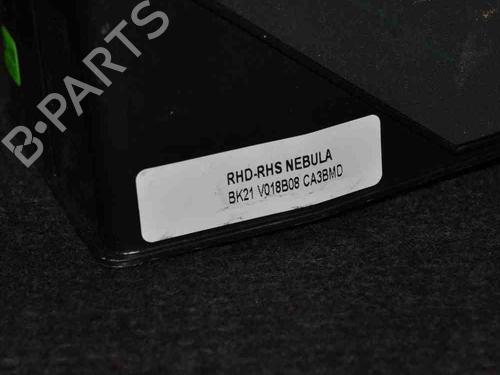 B·PARTS
RHD-RHS NEBULA
BK21 V018B08 CA3BMD